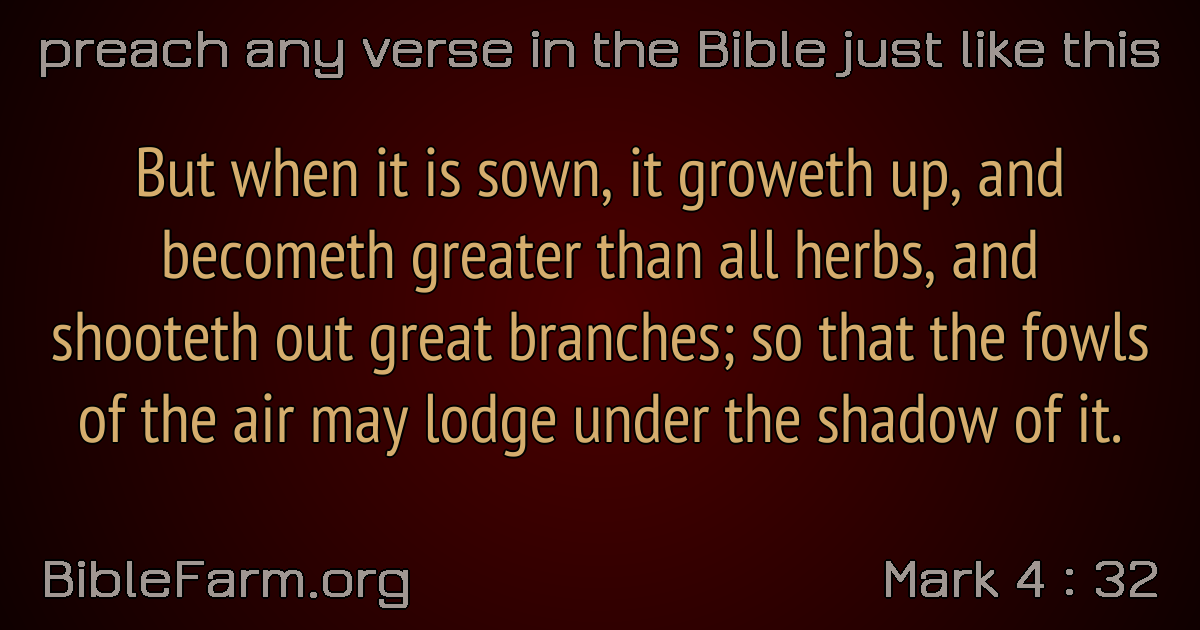 preach any verse in the Bible just like this
But when it is sown, it groweth up, and
becometh greater than all herbs, and
shooteth out great branches; so that the fowls
of the air may lodge under the shadow of it.
BibleFarm.org
Mark 4 : 32